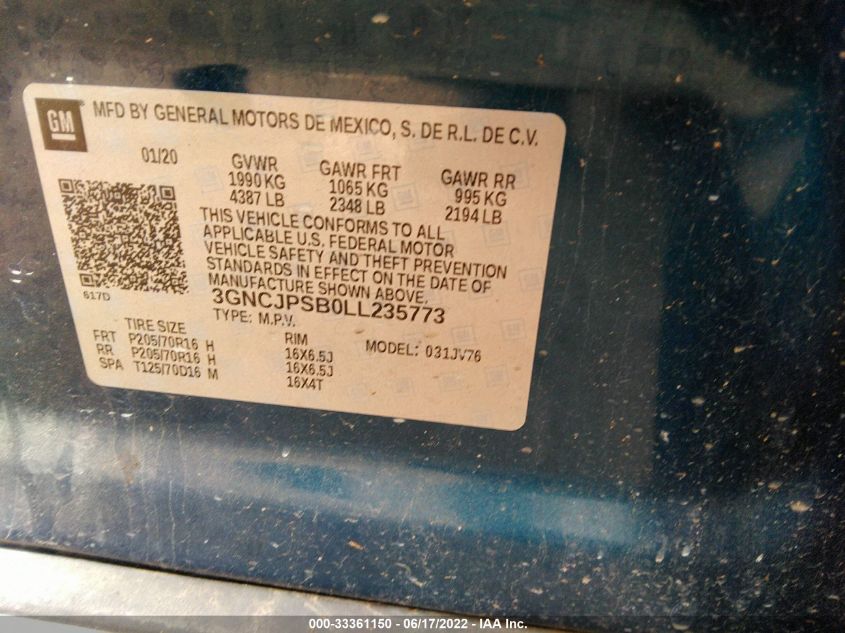 GM
MFD BY GENERAL MOTORS DE MEXICO, S. DE R.L. DE C.V.
01/20 GVWR GAWR FRT GAWR RR
1990 KG 1065 KG 995 KG
4387 LB 2348 LB 2194 LB
THIS VEHICLE CONFORMS TO ALL
APPLICABLE U.S. FEDERAL MOTOR
VEHICLE SAFETY AND THEFT PREVENTION
STANDARDS IN EFFECT ON THE DATE OF
MANUFACTURE SHOWN ABOVE.
617D 3GNCJPSB0LL235773
TYPE: M.P.V.
TIRE SIZE RIM MODEL: 031JV76
FRT P205/70R16 H 16X6.5J
RR P205/70R16 H 16X6.5J
SPA T125/70D16 M 16X4T
000-33361150 - 06/17/2022 - IAA Inc.